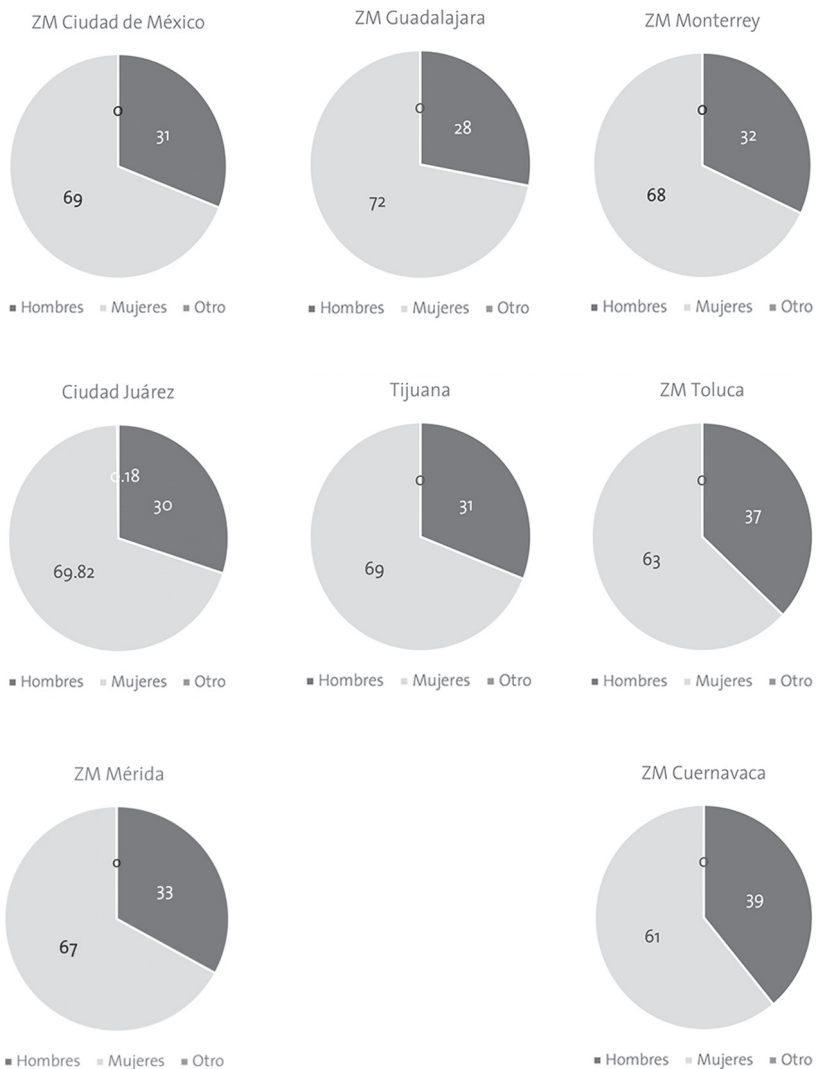 ZM Ciudad de México
0
31
69
Hombres Mujeres Otro
ZM Guadalajara
0
28
72
Hombres Mujeres Otro
ZM Monterrey
0
32
68
Hombres Mujeres Otro
Ciudad Juárez
0.18
30
69.82
Hombres Mujeres Otro
Tijuana
0
31
69
Hombres Mujeres Otro
ZM Toluca
0
37
63
Hombres Mujeres Otro
ZM Mérida
0
33
67
Hombres Mujeres Otro
ZM Cuernavaca
0
39
61
Hombres Mujeres Otro